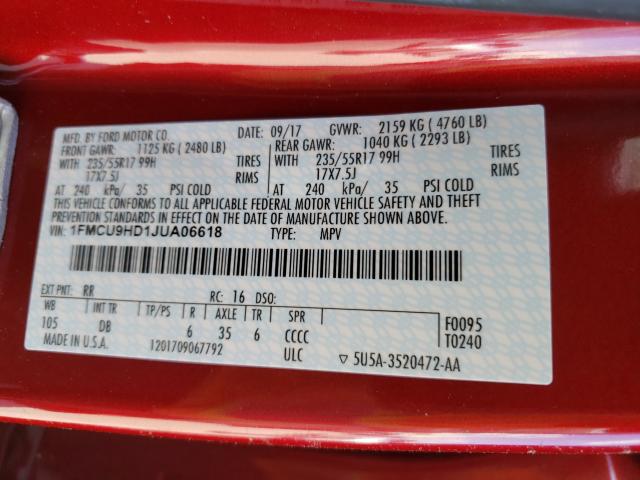 MFD. BY FORD MOTOR CO. DATE: 09/17 GVWR: 2159 KG ( 4760 LB)
FRONT GAWR: 1125 KG ( 2480 LB) REAR GAWR: 1040 KG ( 2293 LB)
WITH 235/55R17 99H TIRES WITH 235/55R17 99H TIRES
17X7.5J RIMS 17X7.5J RIMS
AT 240 kPa/ 35 PSI COLD AT 240 kPa/ 35 PSI COLD
THIS VEHICLE CONFORMS TO ALL APPLICABLE FEDERAL MOTOR VEHICLE SAFETY AND THEFT
PREVENTION STANDARDS IN EFFECT ON THE DATE OF MANUFACTURE SHOWN ABOVE.
VIN: 1FMCU9HD1JUA06618 TYPE: MPV
EXT PNT: RR RC: 16 DSO:
WB INT TR TP/PS R AXLE TR SPR F0095
105 DB 6 35 6 CCCC T0240
MADE IN U.S.A. 1201709067792 ULC ▽ 5U5A-3520472-AA